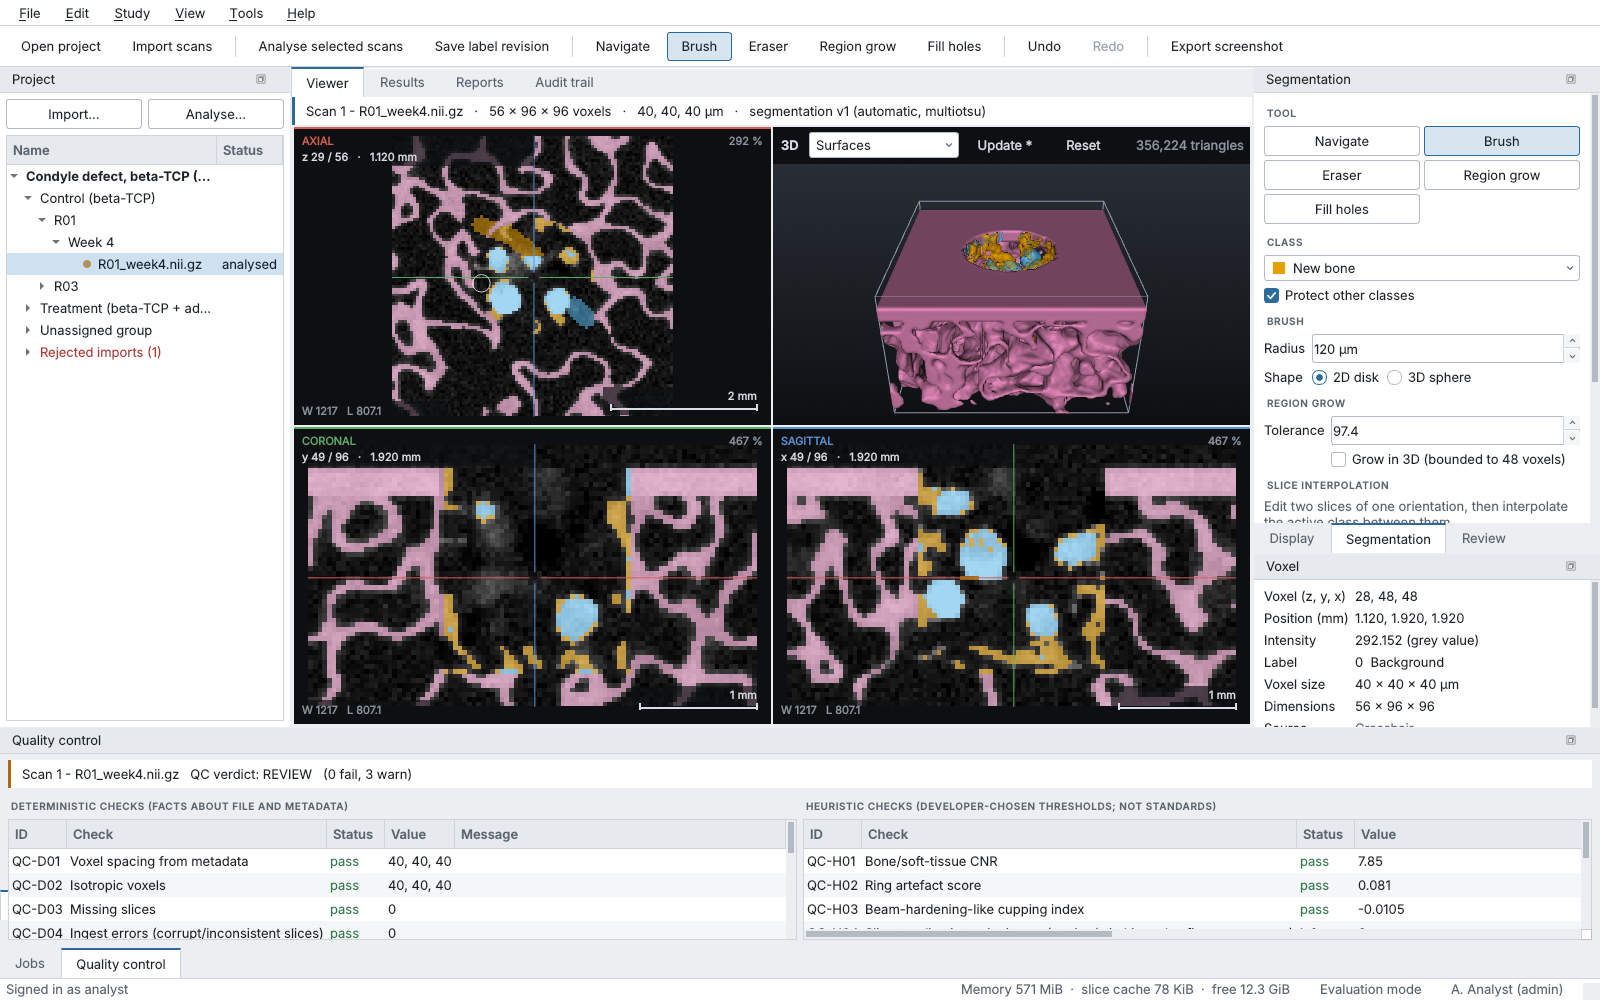 File Edit Study View Tools Help
Open project Import scans Analyse selected scans Save label revision Navigate Brush Eraser Region grow Fill holes Undo Redo Export screenshot
Project
Import... Analyse...
Name Status
Condyle defect, beta-TCP (...
Control (beta-TCP)
R01
Week 4
R01_week4.nii.gz analysed
R03
Treatment (beta-TCP + ad...
Unassigned group
Rejected imports (1)
Viewer Results Reports Audit trail
Scan 1 - R01_week4.nii.gz · 56 × 96 × 96 voxels · 40, 40, 40 µm · segmentation v1 (automatic, multiotsu)
AXIAL 292 %
z 29 / 56 · 1.120 mm
2 mm
W 1217 L 807.1
3D Surfaces Update * Reset 356,224 triangles
CORONAL 467 %
y 49 / 96 · 1.920 mm
1 mm
W 1217 L 807.1
SAGITTAL 467 %
x 49 / 96 · 1.920 mm
1 mm
W 1217 L 807.1
Segmentation
TOOL
Navigate Brush
Eraser Region grow
Fill holes
CLASS
New bone
Protect other classes
BRUSH
Radius 120 µm
Shape 2D disk 3D sphere
REGION GROW
Tolerance 97.4
Grow in 3D (bounded to 48 voxels)
SLICE INTERPOLATION
Edit two slices of one orientation, then interpolate
the active class between them
Display Segmentation Review
Voxel
Voxel (z, y, x) 28, 48, 48
Position (mm) 1.120, 1.920, 1.920
Intensity 292.152 (grey value)
Label 0 Background
Voxel size 40 × 40 × 40 µm
Dimensions 56 × 96 × 96
Source Crosshair
Quality control
Scan 1 - R01_week4.nii.gz QC verdict: REVIEW (0 fail, 3 warn)
DETERMINISTIC CHECKS (FACTS ABOUT FILE AND METADATA)
ID Check Status Value Message
QC-D01 Voxel spacing from metadata pass 40, 40, 40
QC-D02 Isotropic voxels pass 40, 40, 40
QC-D03 Missing slices pass 0
QC-D04 Ingest errors (corrupt/inconsistent slices) pass 0
HEURISTIC CHECKS (DEVELOPER-CHOSEN THRESHOLDS; NOT STANDARDS)
ID Check Status Value
QC-H01 Bone/soft-tissue CNR pass 7.85
QC-H02 Ring artefact score pass 0.081
QC-H03 Beam-hardening-like cupping index pass -0.0105
Jobs Quality control
Signed in as analyst
Memory 571 MiB · slice cache 78 KiB · free 12.3 GiB Evaluation mode A. Analyst (admin)